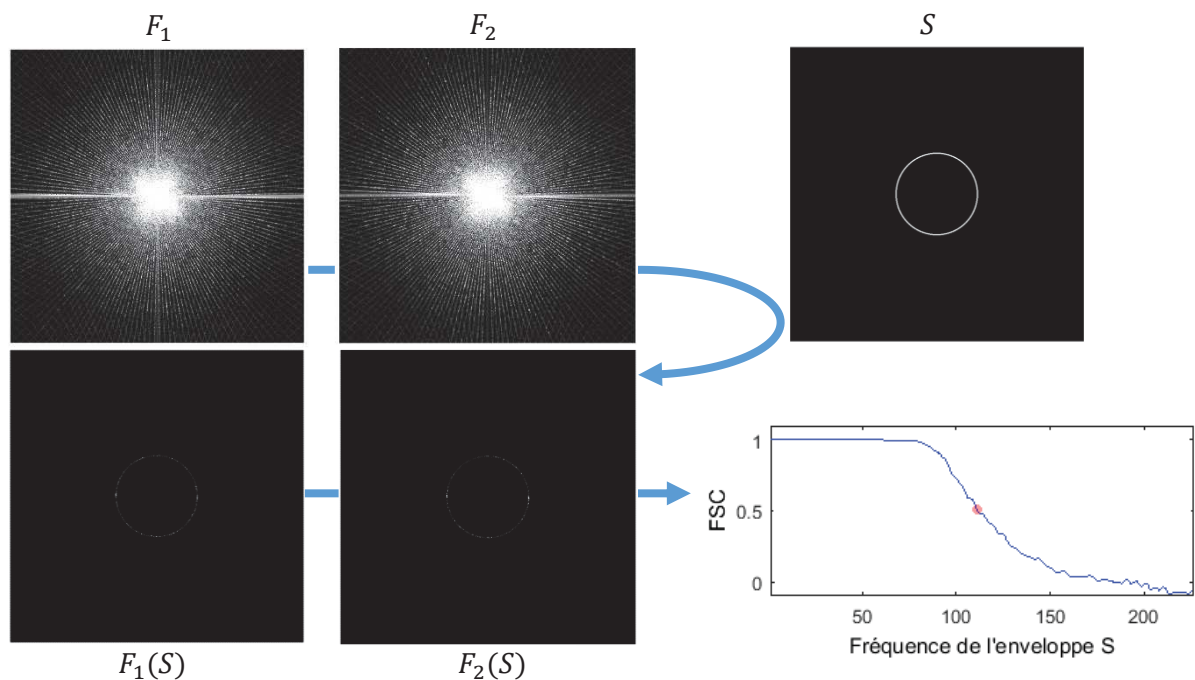 F₁
F₂
S
F₁(S)
F₂(S)
FSC
1
0.5
0
50
100
150
200
Fréquence de l'enveloppe S